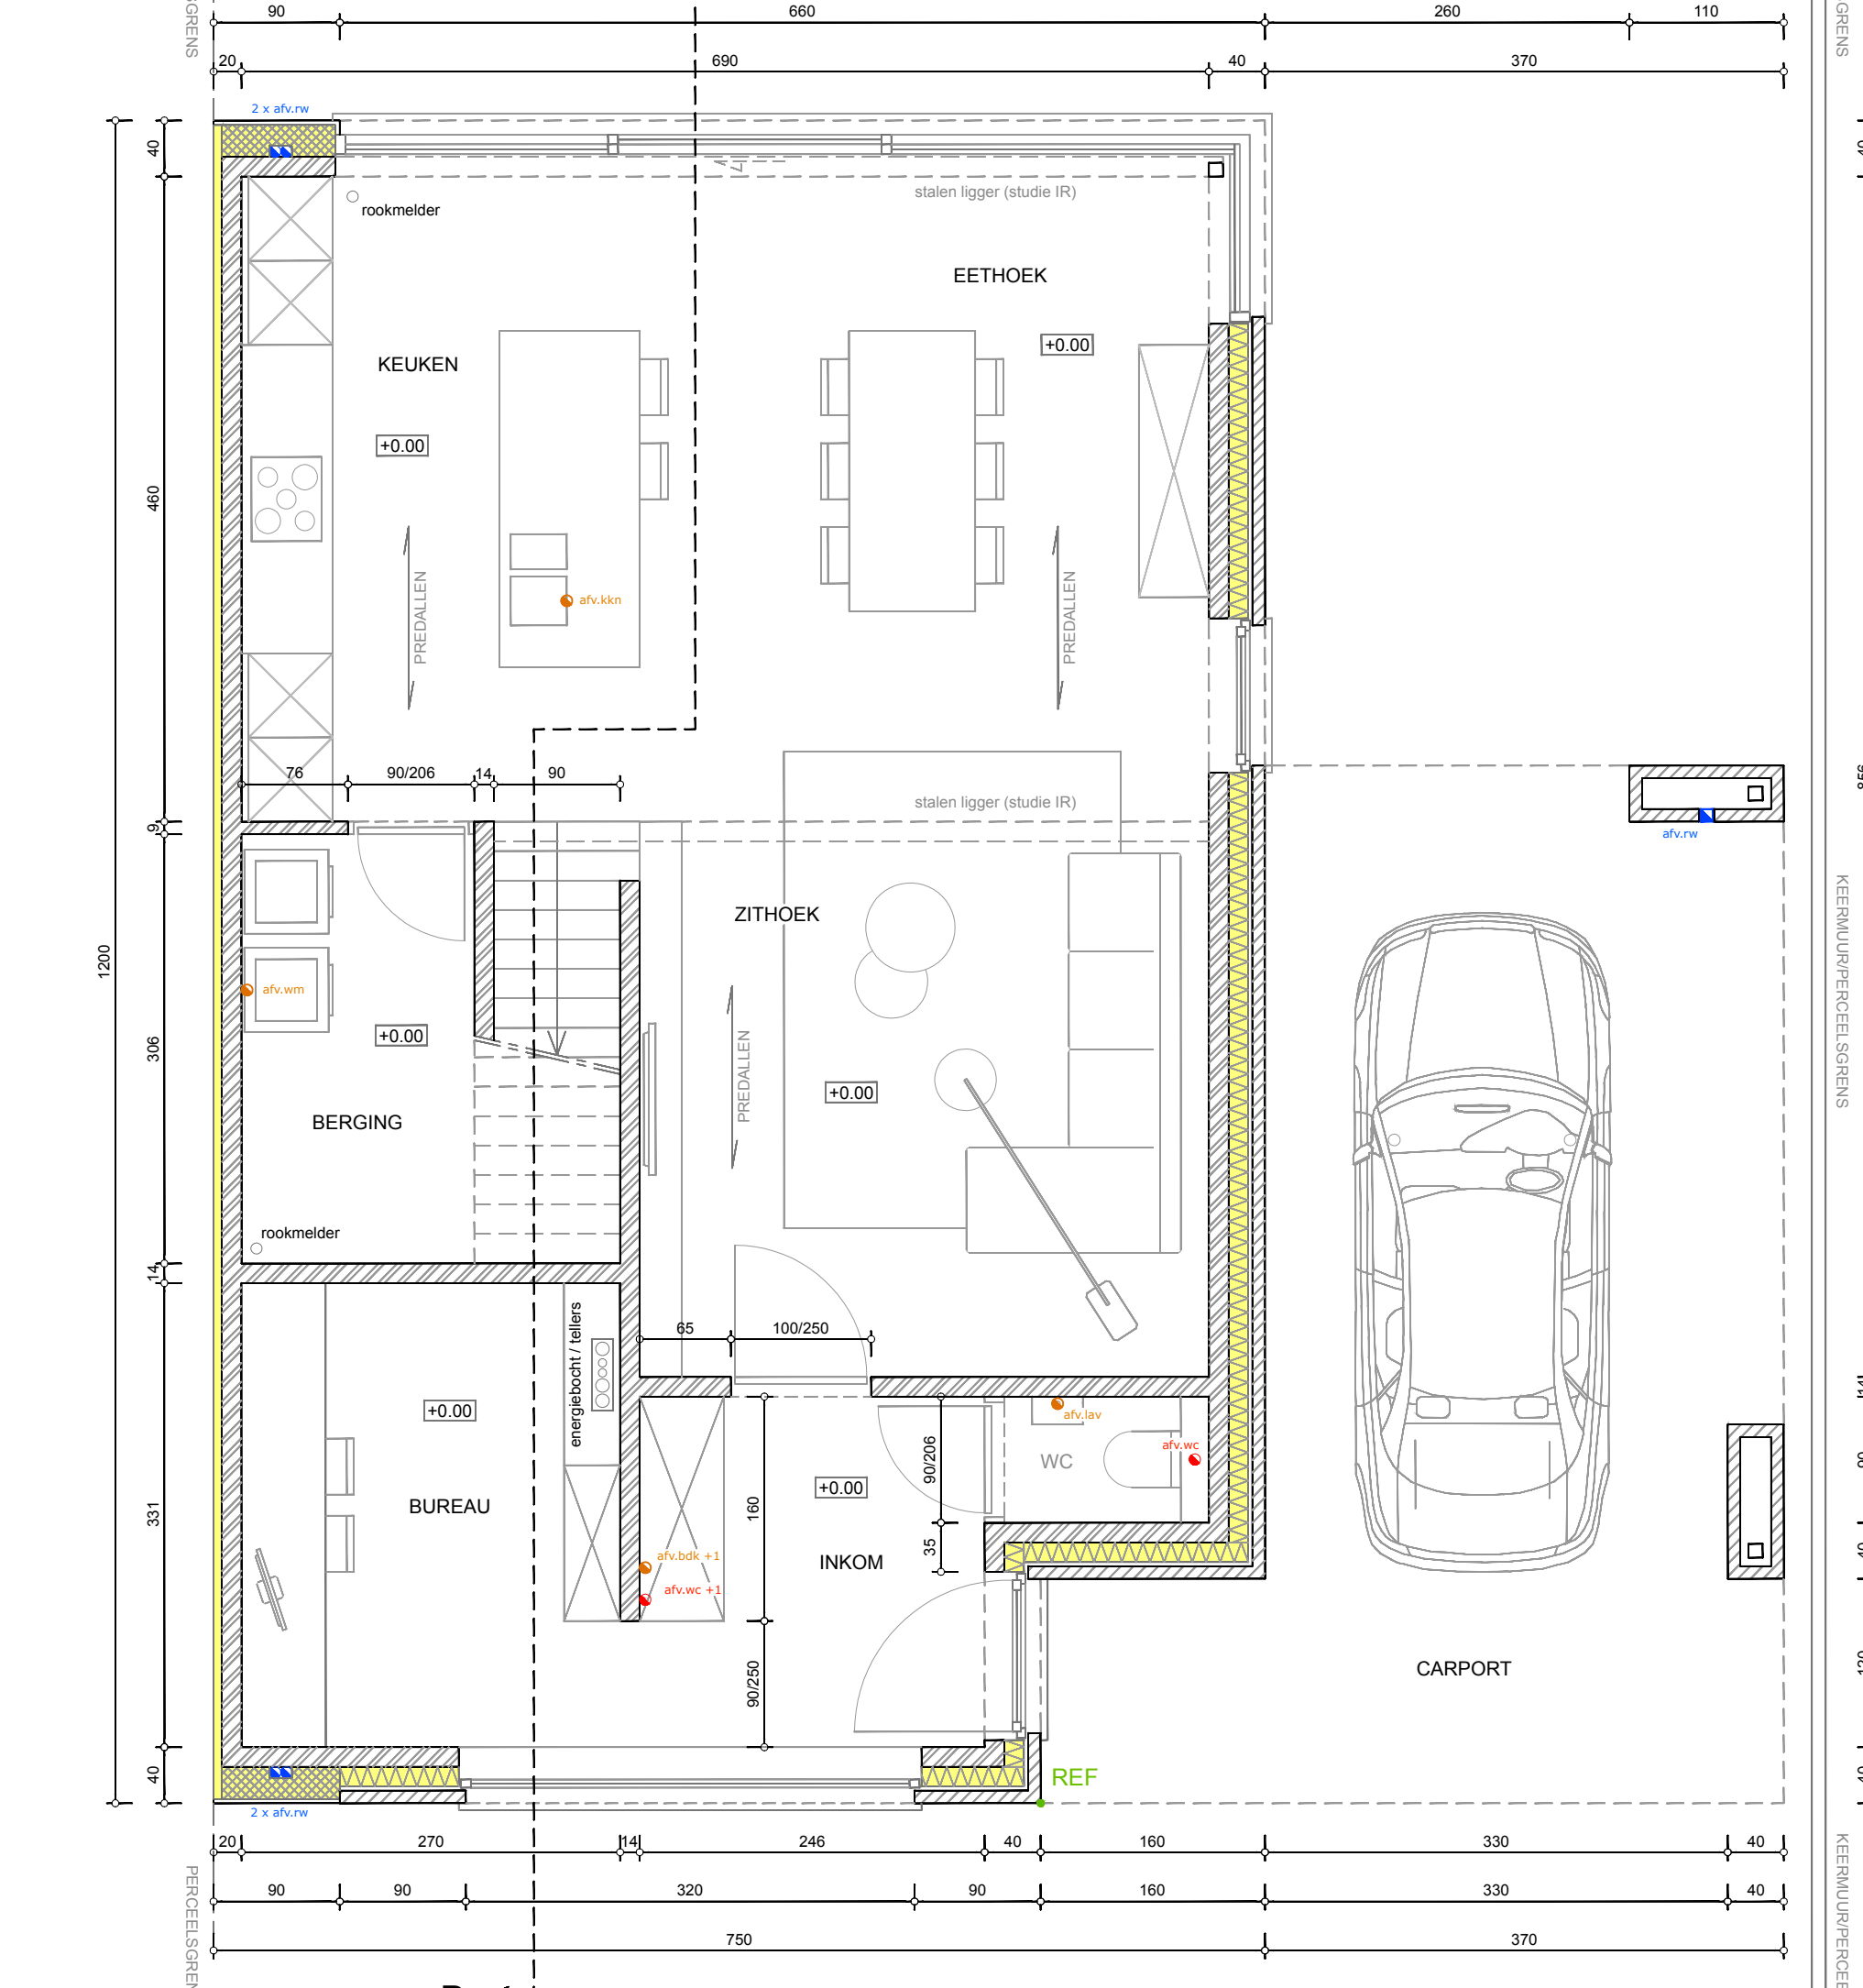 90
660
260
110
20
690
40
370
2 x afv.rw
40
rookmelder
stalen ligger (studie IR)
EETHOEK
+0.00
KEUKEN
+0.00
460
PREDALLEN
afv.kkn
PREDALLEN
76
90/206
14
90
stalen ligger (studie IR)
9
afv.rw
ZITHOEK
KEERMUUR/PERCEELSGRENS
1200
afv.wm
+0.00
306
PREDALLEN
+0.00
BERGING
rookmelder
14
65
100/250
energiebocht / tellers
+0.00
afv.lav
afv.wc
WC
90/206
+0.00
160
BUREAU
331
35
INKOM
afv.bdk +1
afv.wc +1
CARPORT
90/250
40
REF
2 x afv.rw
20
270
14
246
40
160
330
40
90
90
320
90
160
330
40
750
370